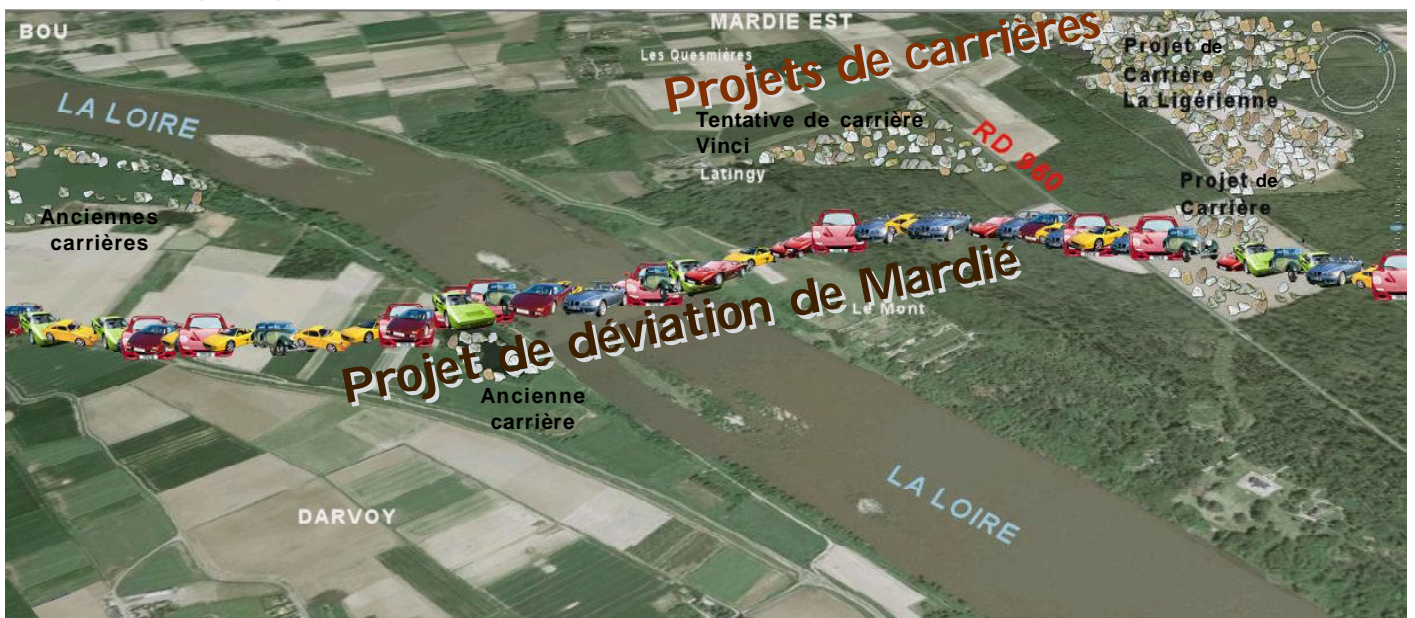 BOU
MARDIE EST
Les Quesmières
Projets de carrières
Projet de
Carrière
La Ligérienne
LA LOIRE
Tentative de carrière
Vinci
RD 960
Latingy
Projet de
Carrière
Anciennes
carrières
Projet de déviation de Mardié
Le Mont
Ancienne
carrière
LA LOIRE
DARVOY